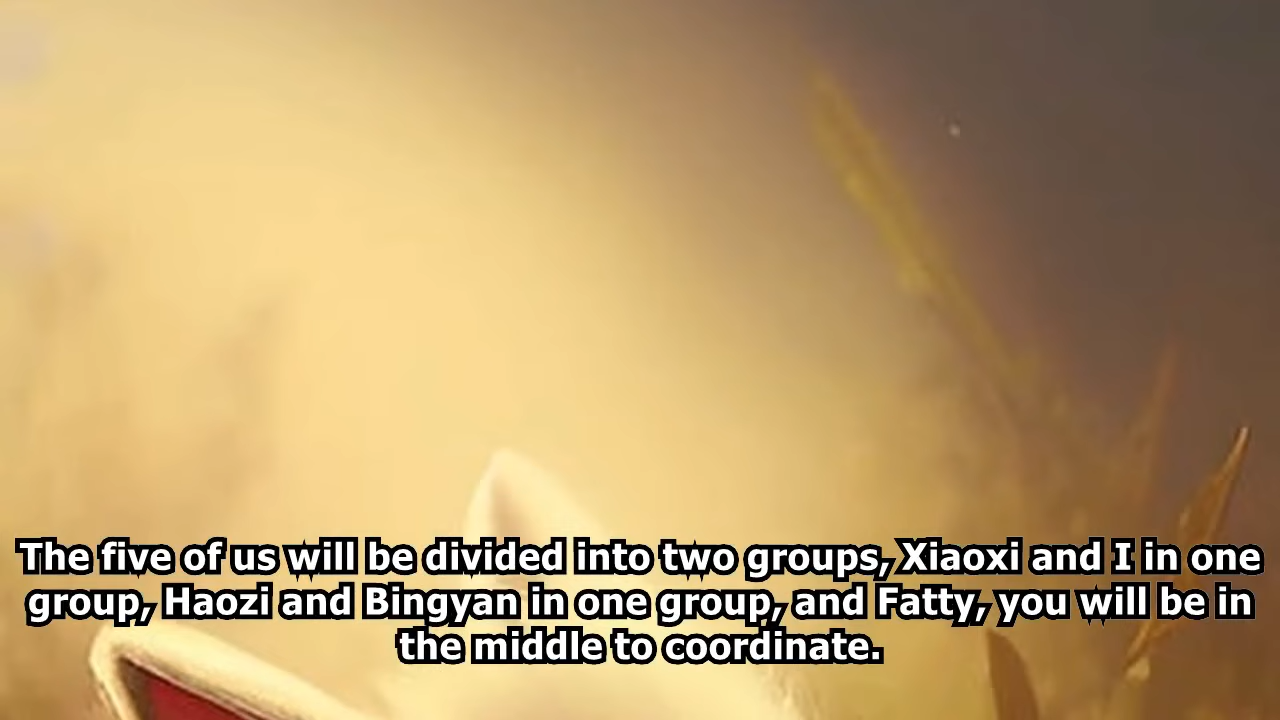 The five of us will be divided into two groups, Xiaoxi and I in one
group, Haozi and Bingyan in one group, and Fatty, you will be in
the middle to coordinate.